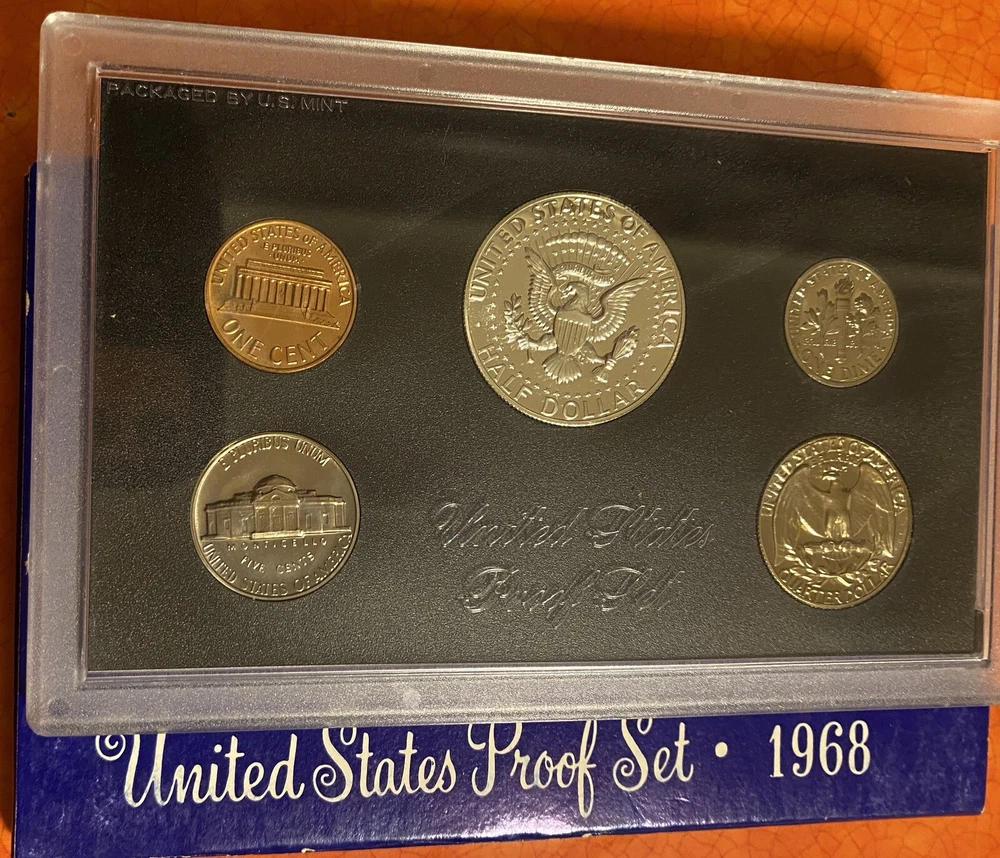 PACKAGED BY U.S. MINT
UNITED STATES OF AMERICA
E PLURIBUS
UNUM
ONE CENT
UNITED STATES OF AMERICA
HALF DOLLAR
ONE DIME
E PLURIBUS UNUM
MONTICELLO
FIVE CENTS
UNITED STATES OF AMERICA
United States
Proof Set
UNITED STATES OF AMERICA
QUARTER DOLLAR
United States Proof Set • 1968